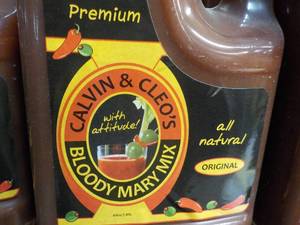 Premium
CALVIN & CLEO'S
with
attitude!
BLOODY MARY MIX
all
natural
ORIGINAL